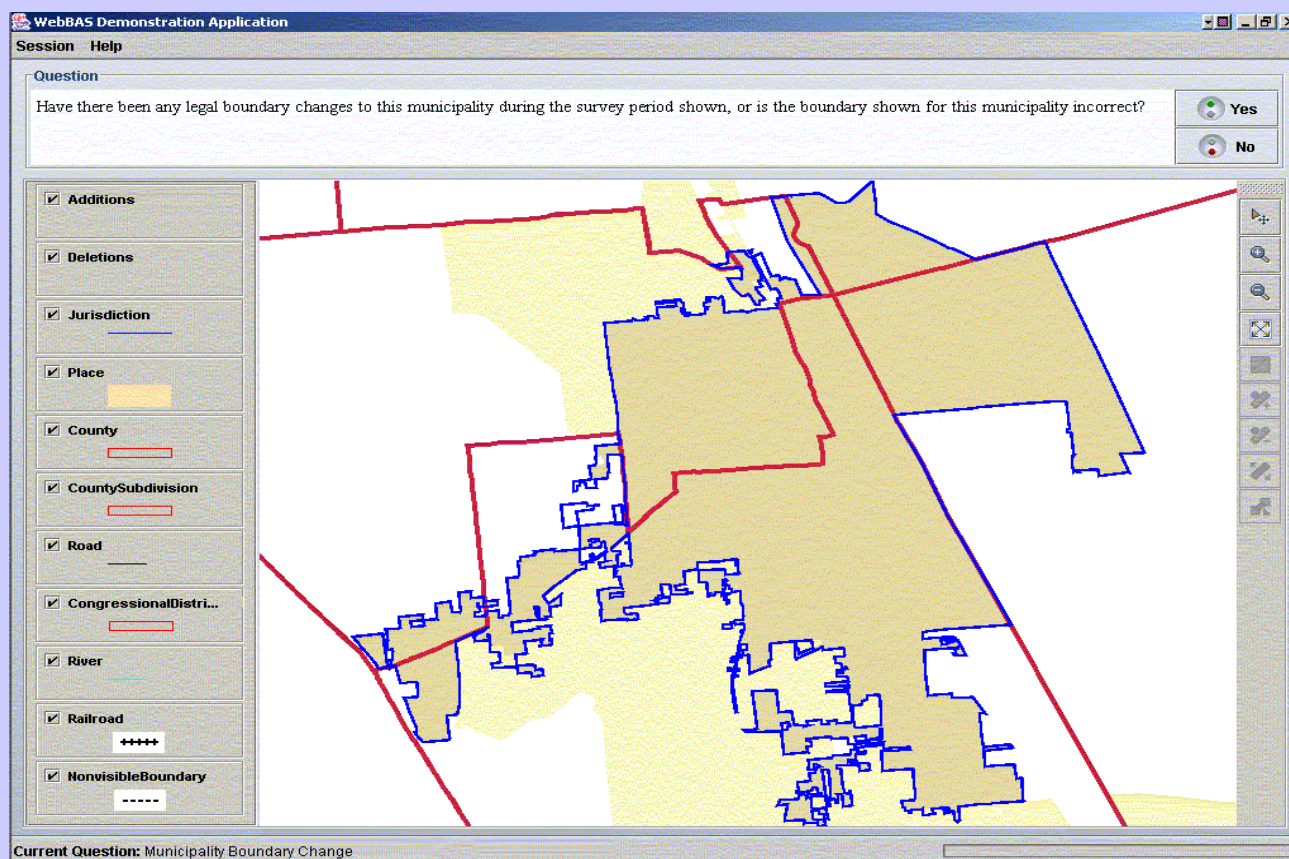 WebBAS Demonstration Application
Session Help
Question
Have there been any legal boundary changes to this municipality during the survey period shown, or is the boundary shown for this municipality incorrect?
Yes
No
Additions
Deletions
Jurisdiction
Place
County
CountySubdivision
Road
CongressionalDistri...
River
Railroad
NonvisibleBoundary
Current Question: Municipality Boundary Change